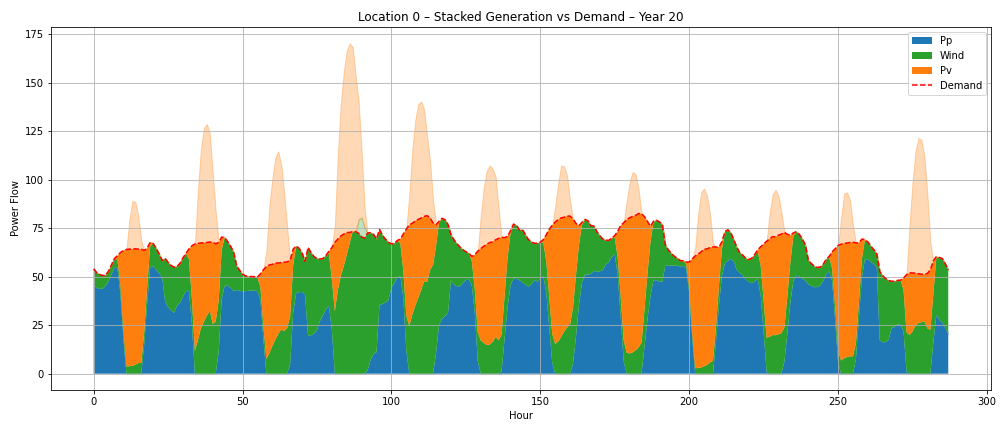 Location 0 – Stacked Generation vs Demand – Year 20
Power Flow
175
150
125
100
75
50
25
0
0 50 100 150 200 250 300
Hour
Pp
Wind
Pv
Demand